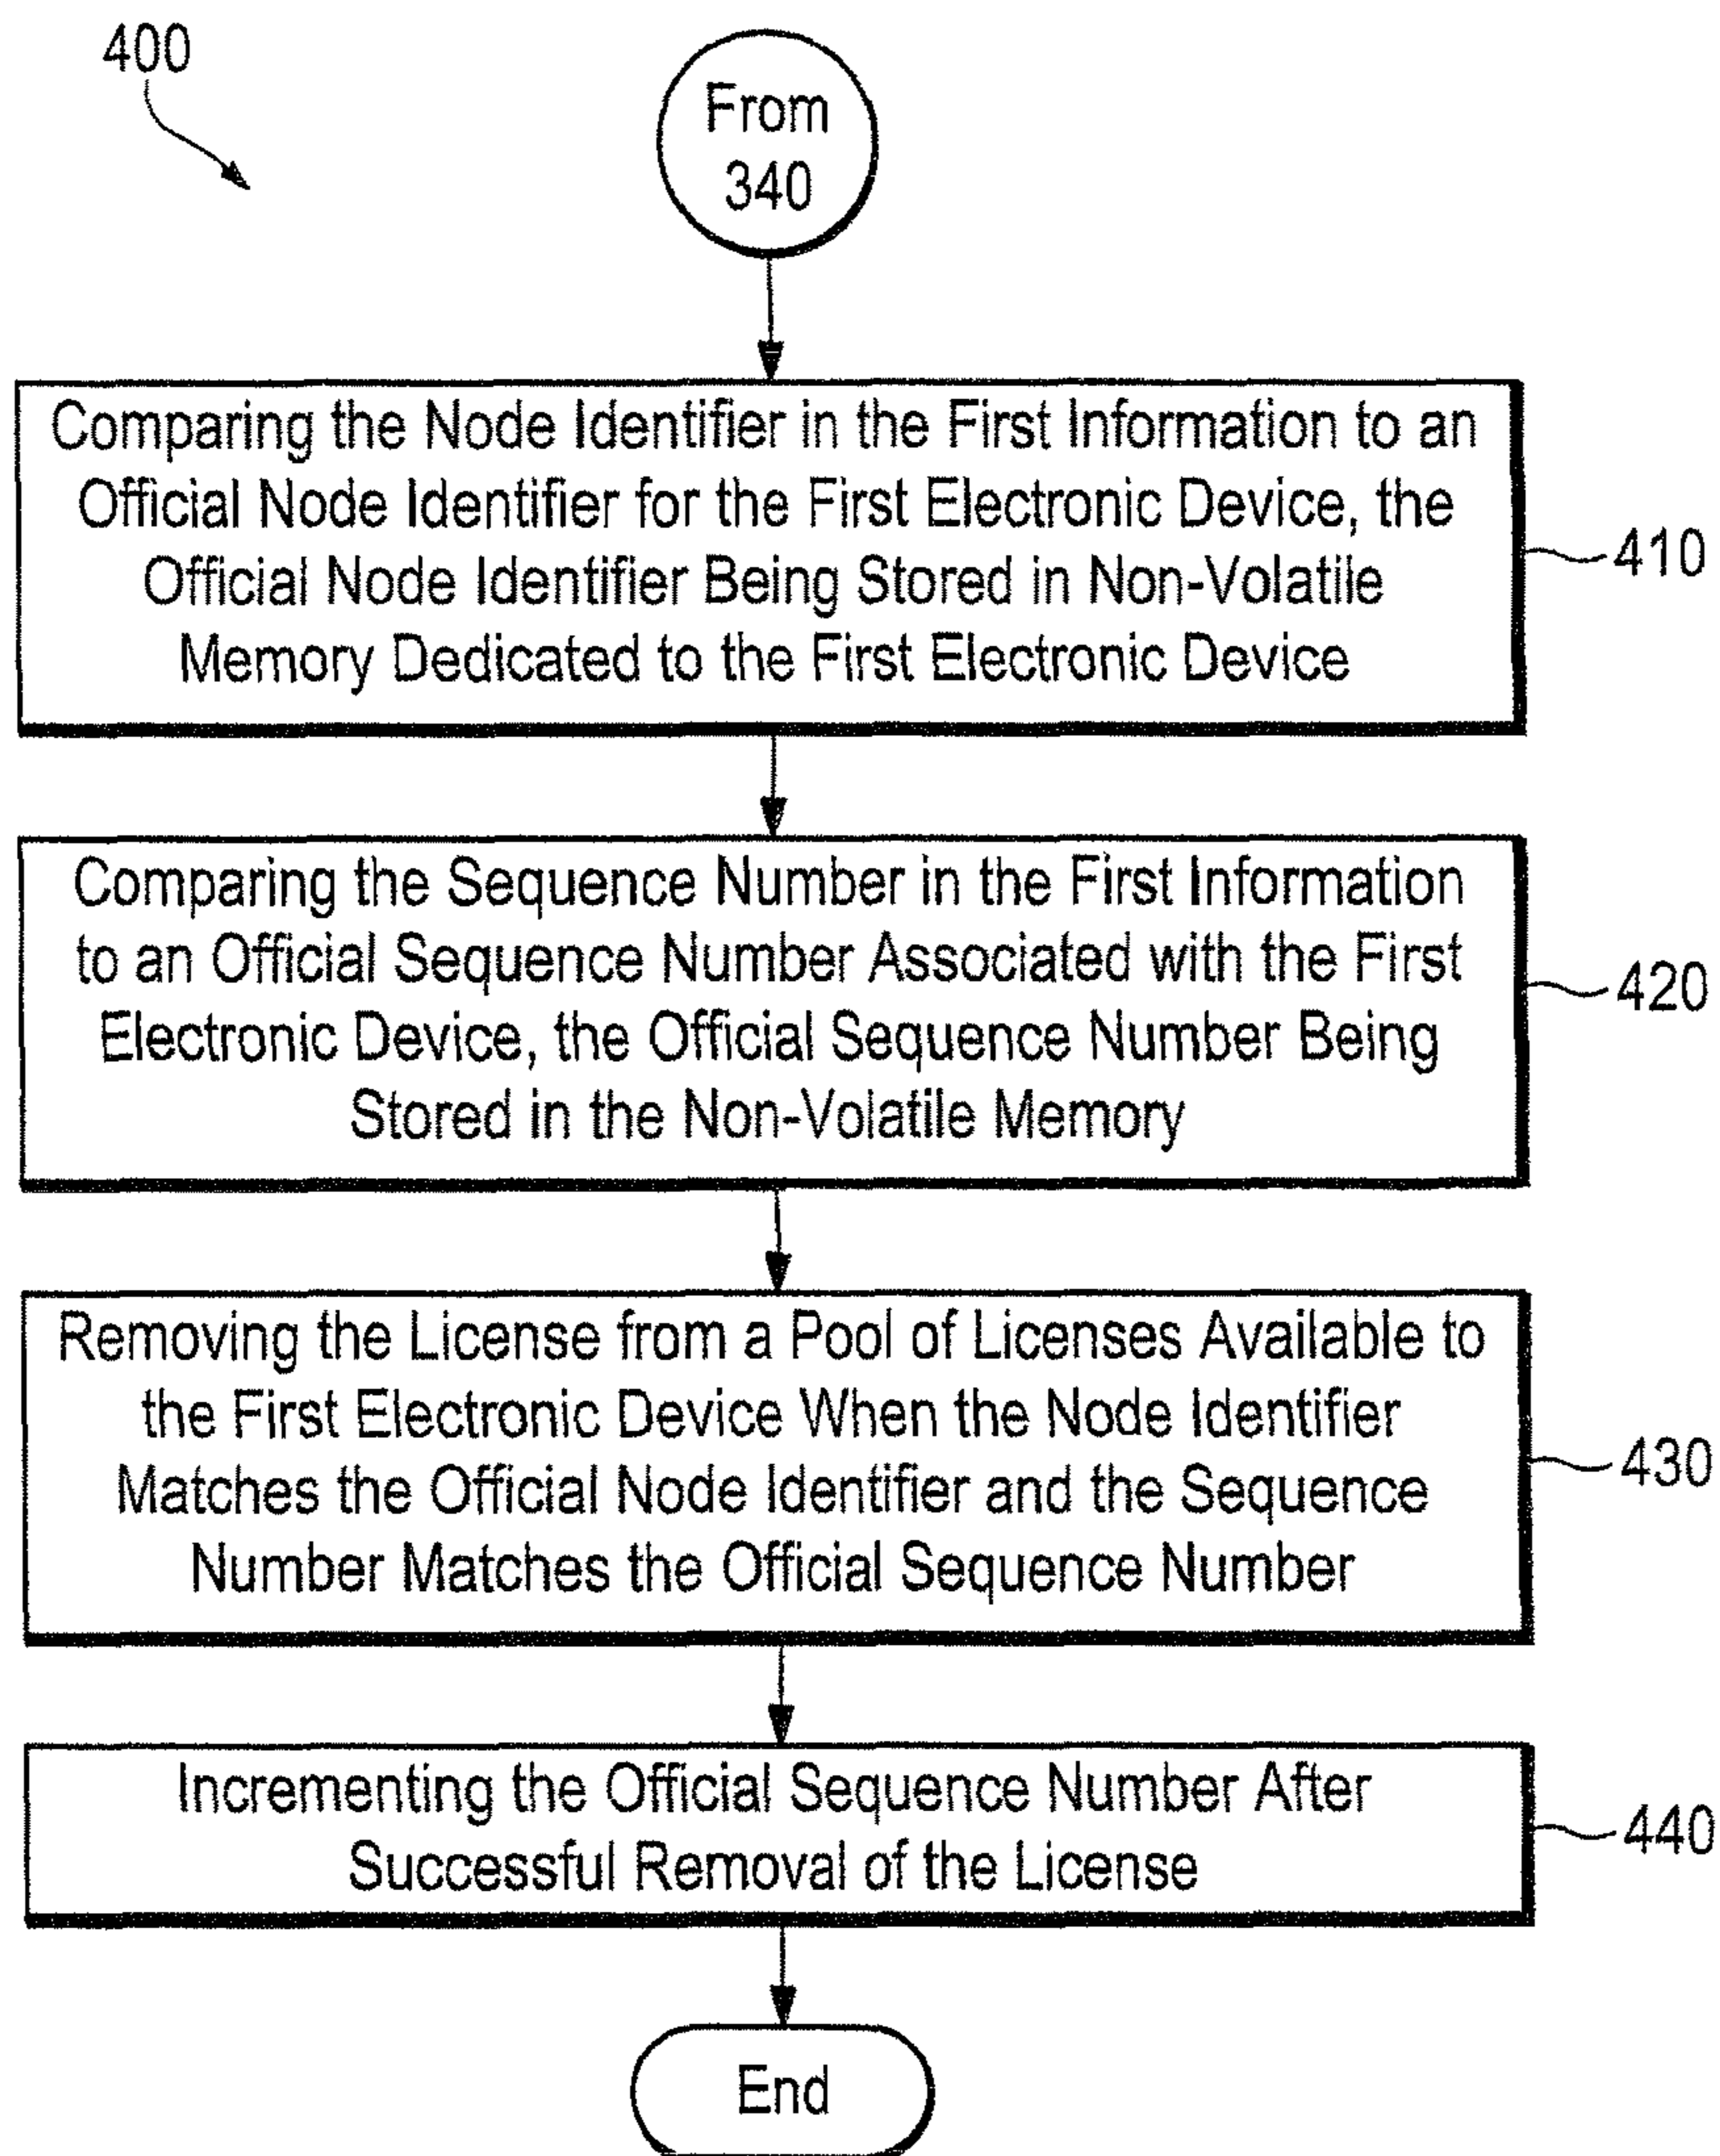 400
From
340
Comparing the Node Identifier in the First Information to an
Official Node Identifier for the First Electronic Device, the
Official Node Identifier Being Stored in Non-Volatile
Memory Dedicated to the First Electronic Device
410
Comparing the Sequence Number in the First Information
to an Official Sequence Number Associated with the First
Electronic Device, the Official Sequence Number Being
Stored in the Non-Volatile Memory
420
Removing the License from a Pool of Licenses Available to
the First Electronic Device When the Node Identifier
Matches the Official Node Identifier and the Sequence
Number Matches the Official Sequence Number
430
Incrementing the Official Sequence Number After
Successful Removal of the License
440
End